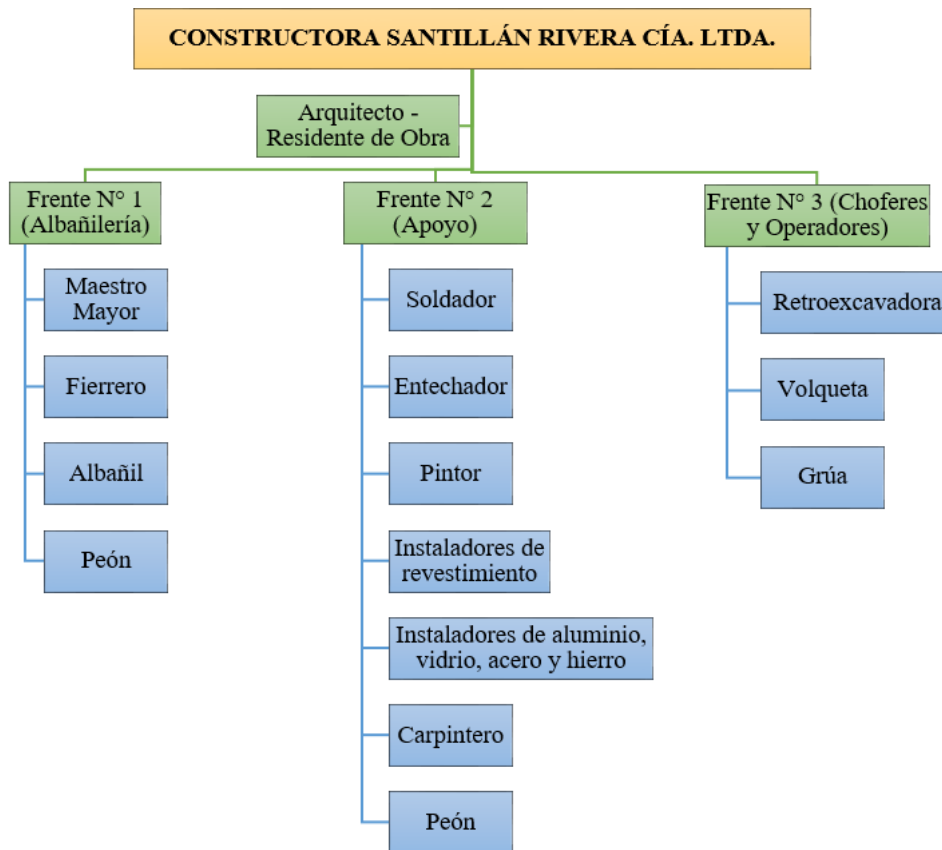 CONSTRUCTORA SANTILLÁN RIVERA CÍA. LTDA.
Arquitecto -
Residente de Obra
Frente N° 1
(Albañilería)
Maestro
Mayor
Fierrero
Albañil
Peón
Frente N° 2
(Apoyo)
Soldador
Entechador
Pintor
Instaladores de
revestimiento
Instaladores de aluminio,
vidrio, acero y hierro
Carpintero
Peón
Frente N° 3 (Choferes
y Operadores)
Retroexcavadora
Volqueta
Grúa